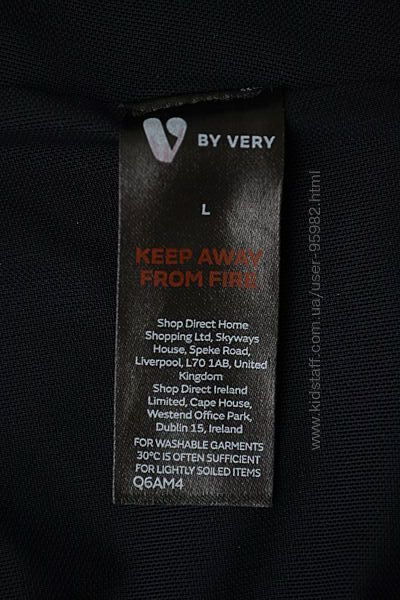 V BY VERY
L
KEEP AWAY
FROM FIRE
Shop Direct Home
Shopping Ltd, Skyways
House, Speke Road,
Liverpool, L70 1AB, United
Kingdom
Shop Direct Ireland
Limited, Cape House,
Westend Office Park,
Dublin 15, Ireland
FOR WASHABLE GARMENTS
30°C IS OFTEN SUFFICIENT
FOR LIGHTLY SOILED ITEMS
Q6AM4
www.kidstaff.com.ua/user-95982.html